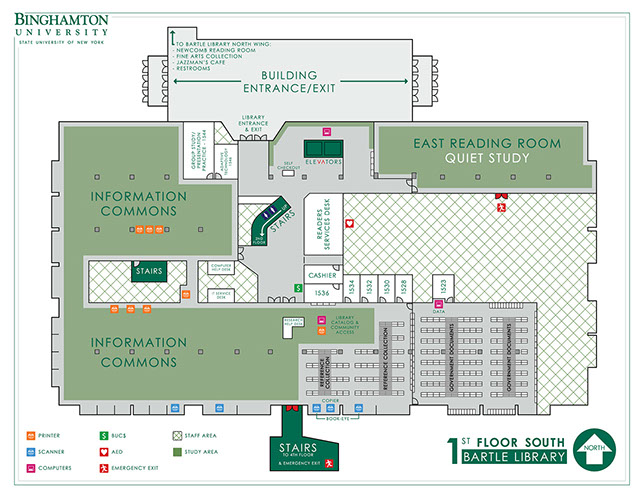 BINGHAMTON
UNIVERSITY
STATE UNIVERSITY OF NEW YORK
TO BARTLE LIBRARY NORTH WING:
- NEWCOMB READING ROOM
- FINE ARTS COLLECTION
- JAZZMAN'S CAFE
- RESTROOMS
BUILDING
ENTRANCE/EXIT
LIBRARY
ENTRANCE
& EXIT
GROUP STUDY/
PRESENTATION
PRACTICE - 1544
ADAPTIVE
TECHNOLOGY
SELF
CHECKOUT
ELEVATORS
EAST READING ROOM
QUIET STUDY
INFORMATION
COMMONS
UP
STAIRS
2ND
FLOOR
READERS
SERVICES DESK
STAIRS
COMPUTER
HELP DESK
IT SERVICE
DESK
CASHIER
1536
1534
1532
1530
1528
1523
DATA
INFORMATION
COMMONS
RESEARCH
HELP DESK
LIBRARY
CATALOG &
COMMUNITY
ACCESS
REFERENCE
COLLECTION
REFERENCE COLLECTION
GOVERNMENT DOCUMENTS
GOVERNMENT DOCUMENTS
COPIER
BOOK-EYE
STAIRS
TO 4TH FLOOR
& EMERGENCY EXIT
PRINTER
SCANNER
COMPUTERS
$ BUC$
AED
EMERGENCY EXIT
STAFF AREA
STUDY AREA
1ST FLOOR SOUTH
BARTLE LIBRARY
NORTH